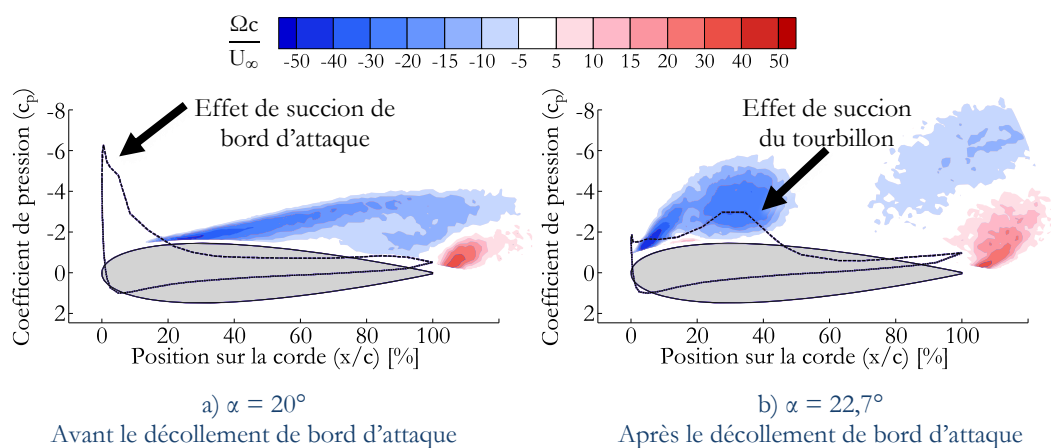 Ωc
U∞
-50 -40 -30 -20 -15 -10 -5 5 10 15 20 30 40 50
Coefficient de pression (cp)
-8
-6
-4
-2
0
2
Effet de succion de
bord d'attaque
0 20 40 60 80 100
Position sur la corde (x/c) [%]
a) α = 20°
Avant le décollement de bord d'attaque
Coefficient de pression (cp)
-8
-6
-4
-2
0
2
Effet de succion
du tourbillon
0 20 40 60 80 100
Position sur la corde (x/c) [%]
b) α = 22,7°
Après le décollement de bord d'attaque